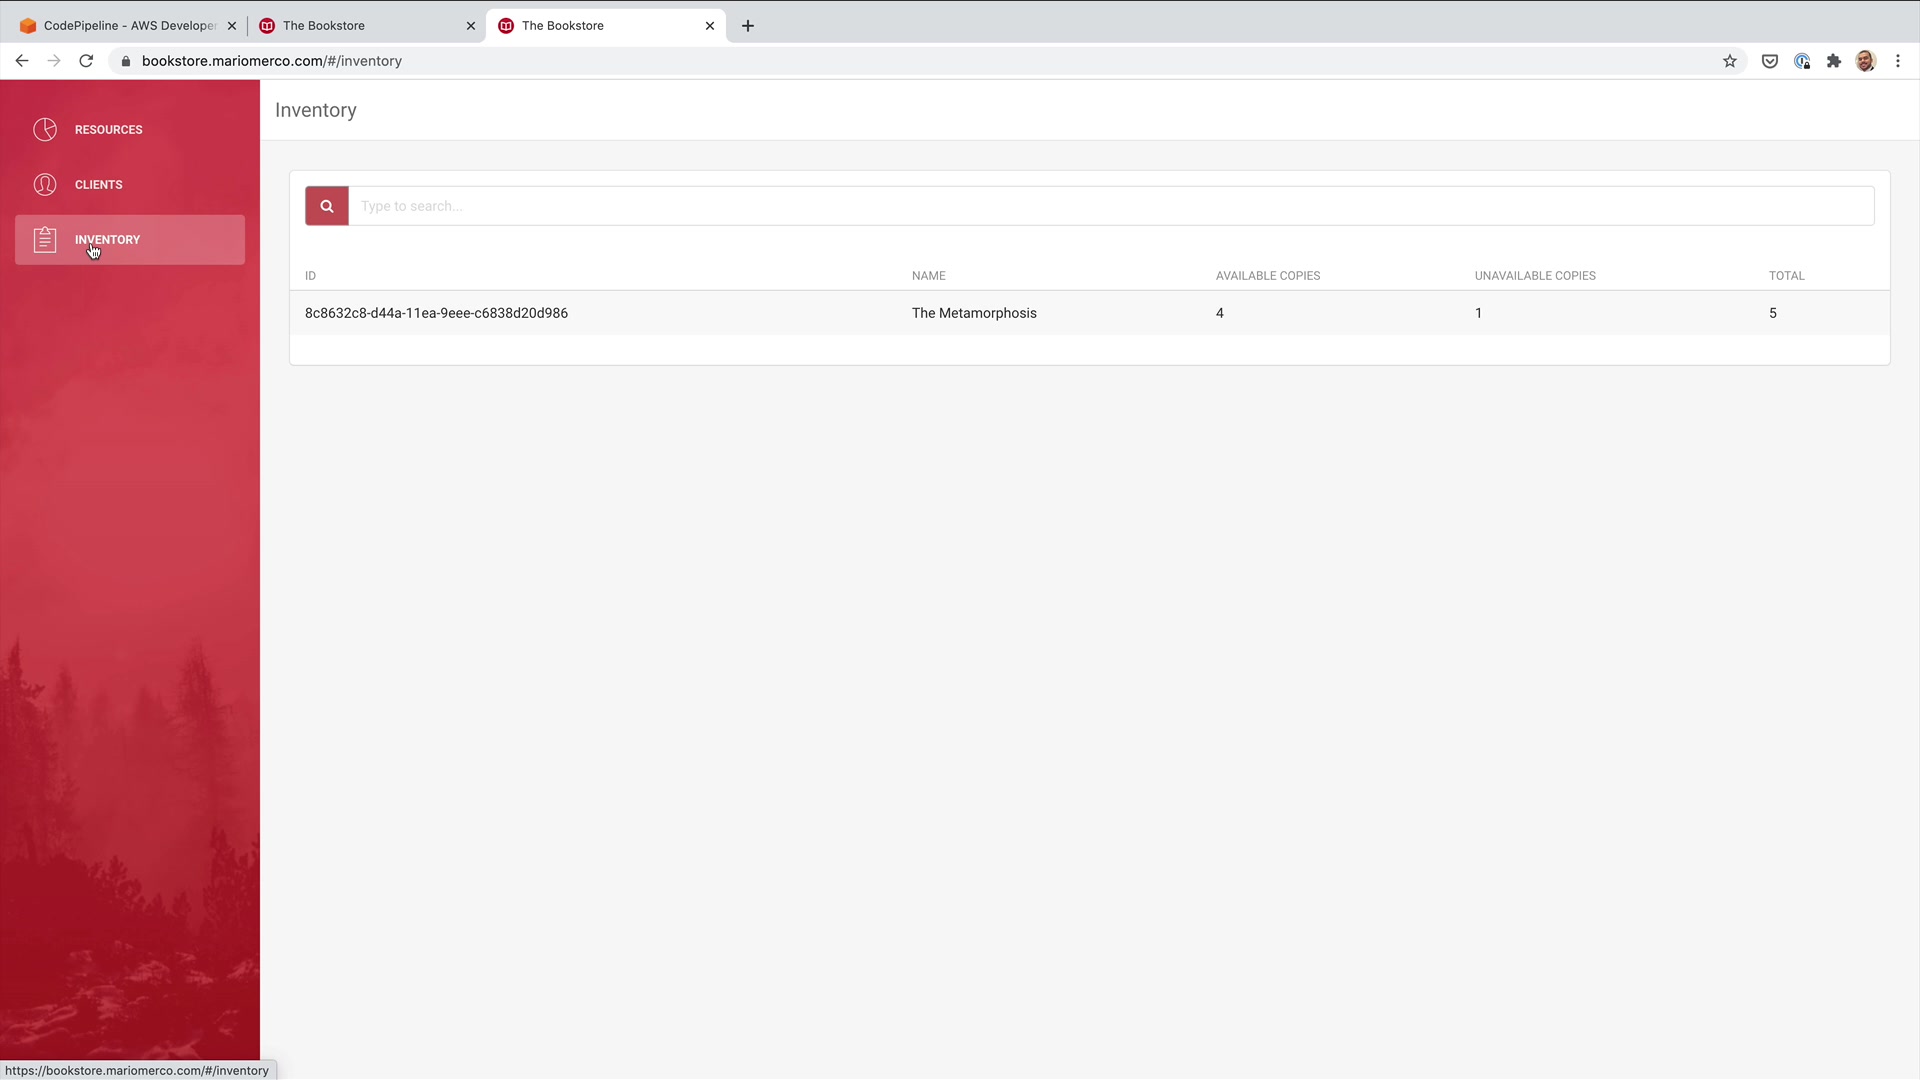 CodePipeline - AWS Developer
The Bookstore
The Bookstore
bookstore.mariomerco.com/#/inventory
RESOURCES
CLIENTS
INVENTORY
Inventory
Type to search...
ID NAME AVAILABLE COPIES UNAVAILABLE COPIES TOTAL
8c8632c8-d44a-11ea-9eee-c6838d20d986 The Metamorphosis 4 1 5
https://bookstore.mariomerco.com/#/inventory